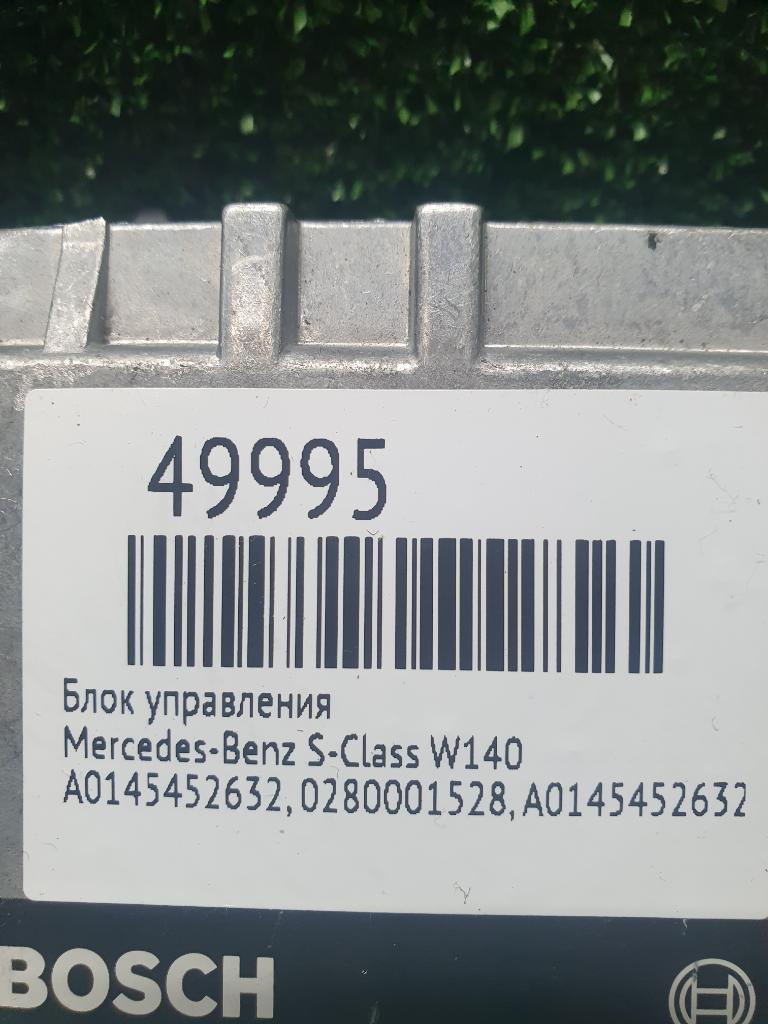 49995
Блок управления
Mercedes-Benz S-Class W140
A0145452632, 0280001528, A0145452632
BOSCH